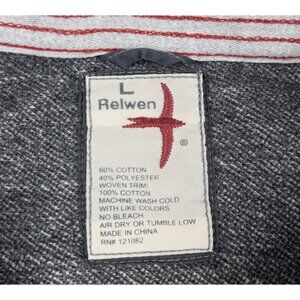 L
Relwen
®
60% COTTON
40% POLYESTER
WOVEN TRIM:
100% COTTON
MACHINE WASH COLD
WITH LIKE COLORS
NO BLEACH
AIR DRY OR TUMBLE LOW
MADE IN CHINA
RN# 121082